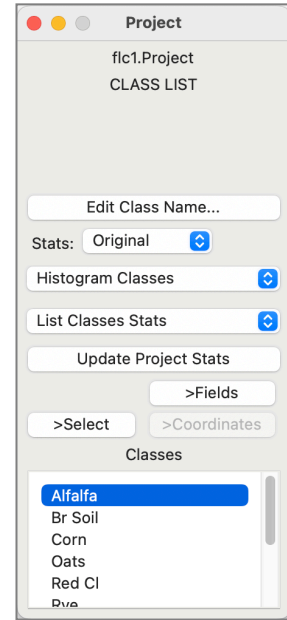 Project
flc1.Project
CLASS LIST
Edit Class Name...
Stats: Original
Histogram Classes
List Classes Stats
Update Project Stats
>Fields
>Select >Coordinates
Classes
Alfalfa
Br Soil
Corn
Oats
Red Cl
Rye